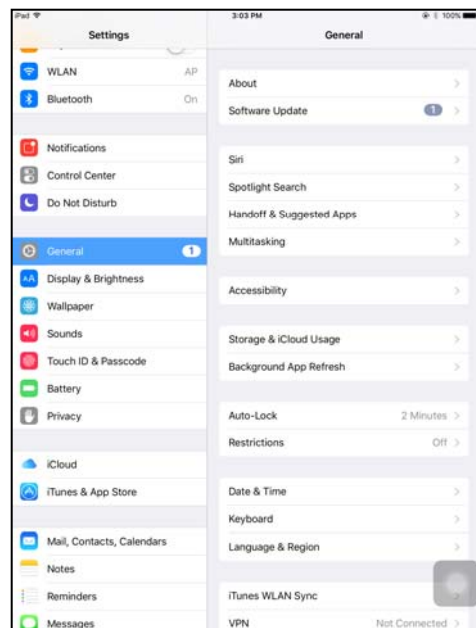 iPad 3:03 PM 100%
Settings
General
WLAN AP
Bluetooth On
Notifications
Control Center
Do Not Disturb
General 1
Display & Brightness
Wallpaper
Sounds
Touch ID & Passcode
Battery
Privacy
iCloud
iTunes & App Store
Mail, Contacts, Calendars
Notes
Reminders
Messages
About
Software Update 1
Siri
Spotlight Search
Handoff & Suggested Apps
Multitasking
Accessibility
Storage & iCloud Usage
Background App Refresh
Auto-Lock 2 Minutes
Restrictions Off
Date & Time
Keyboard
Language & Region
iTunes WLAN Sync
VPN Not Connected